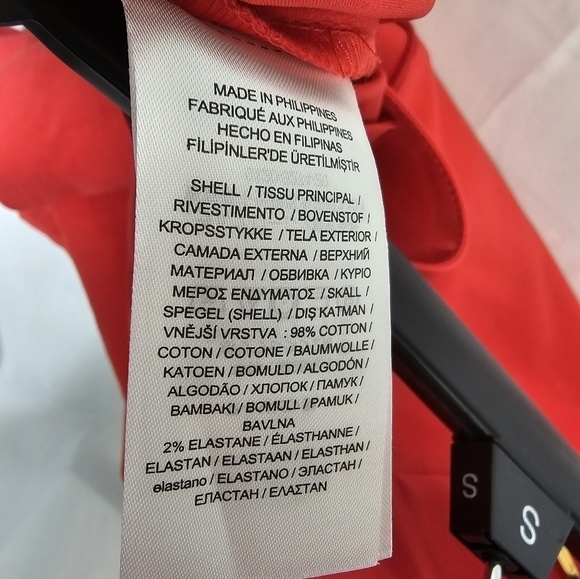 MADE IN PHILIPPINES
FABRIQUÉ AUX PHILIPPINES
HECHO EN FILIPINAS
FİLİPİNLER'DE ÜRETİLMİŞTİR
SHELL / TISSU PRINCIPAL /
RIVESTIMENTO / BOVENSTOF /
KROPSSTYKKE / TELA EXTERIOR /
CAMADA EXTERNA / ВЕРХНИЙ
МАТЕРИАЛ / ОБВИВКА / ΚΥΡΙΟ
ΜΕΡΟΣ ΕΝΔΥΜΑΤΟΣ / SKALL /
SPEGEL (SHELL) / DIŞ KATMAN /
VNĚJŠÍ VRSTVA : 98% COTTON /
COTON / COTONE / BAUMWOLLE /
KATOEN / BOMULD / ALGODÓN /
ALGODÃO / ХЛОПОК / ПАМУК /
ΒΑΜΒΑΚΙ / BOMULL / PAMUK /
BAVLNA
2% ELASTANE / ÉLASTHANNE /
ELASTAN / ELASTAAN / ELASTHAN /
elastano / ELASTANO / ЭЛАСТАН /
ΕΛΑΣΤΑΝ / ЕЛАСТАН
S
S